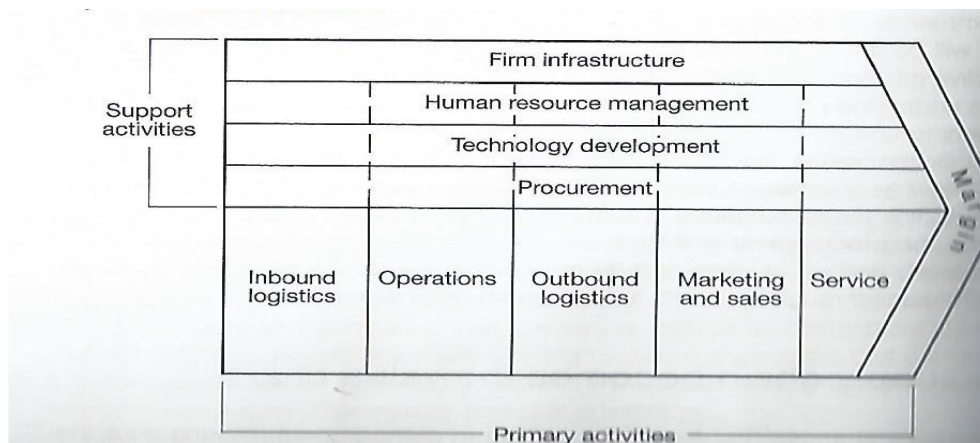 Firm infrastructure
Human resource management
Support
activities
Technology development
Procurement
Margin
Inbound
logistics
Operations
Outbound
logistics
Marketing
and sales
Service
Primary activities